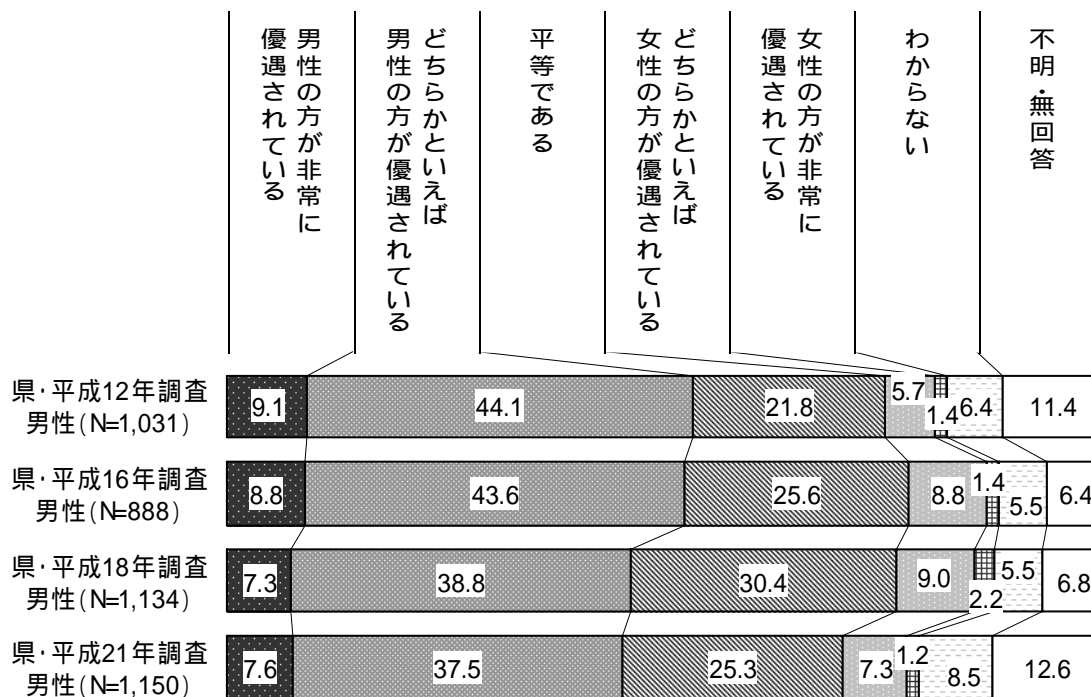 男性の方が非常に
優遇されている
どちらかといえば
男性の方が優遇されている
平等である
どちらかといえば
女性の方が優遇されている
女性の方が非常に
優遇されている
わからない
不明・無回答
県・平成12年調査
男性(N=1,031)
9.1 44.1 21.8 5.7 1.4 6.4 11.4
県・平成16年調査
男性(N=888)
8.8 43.6 25.6 8.8 1.4 5.5 6.4
県・平成18年調査
男性(N=1,134)
7.3 38.8 30.4 9.0 2.2 5.5 6.8
県・平成21年調査
男性(N=1,150)
7.6 37.5 25.3 7.3 1.2 8.5 12.6